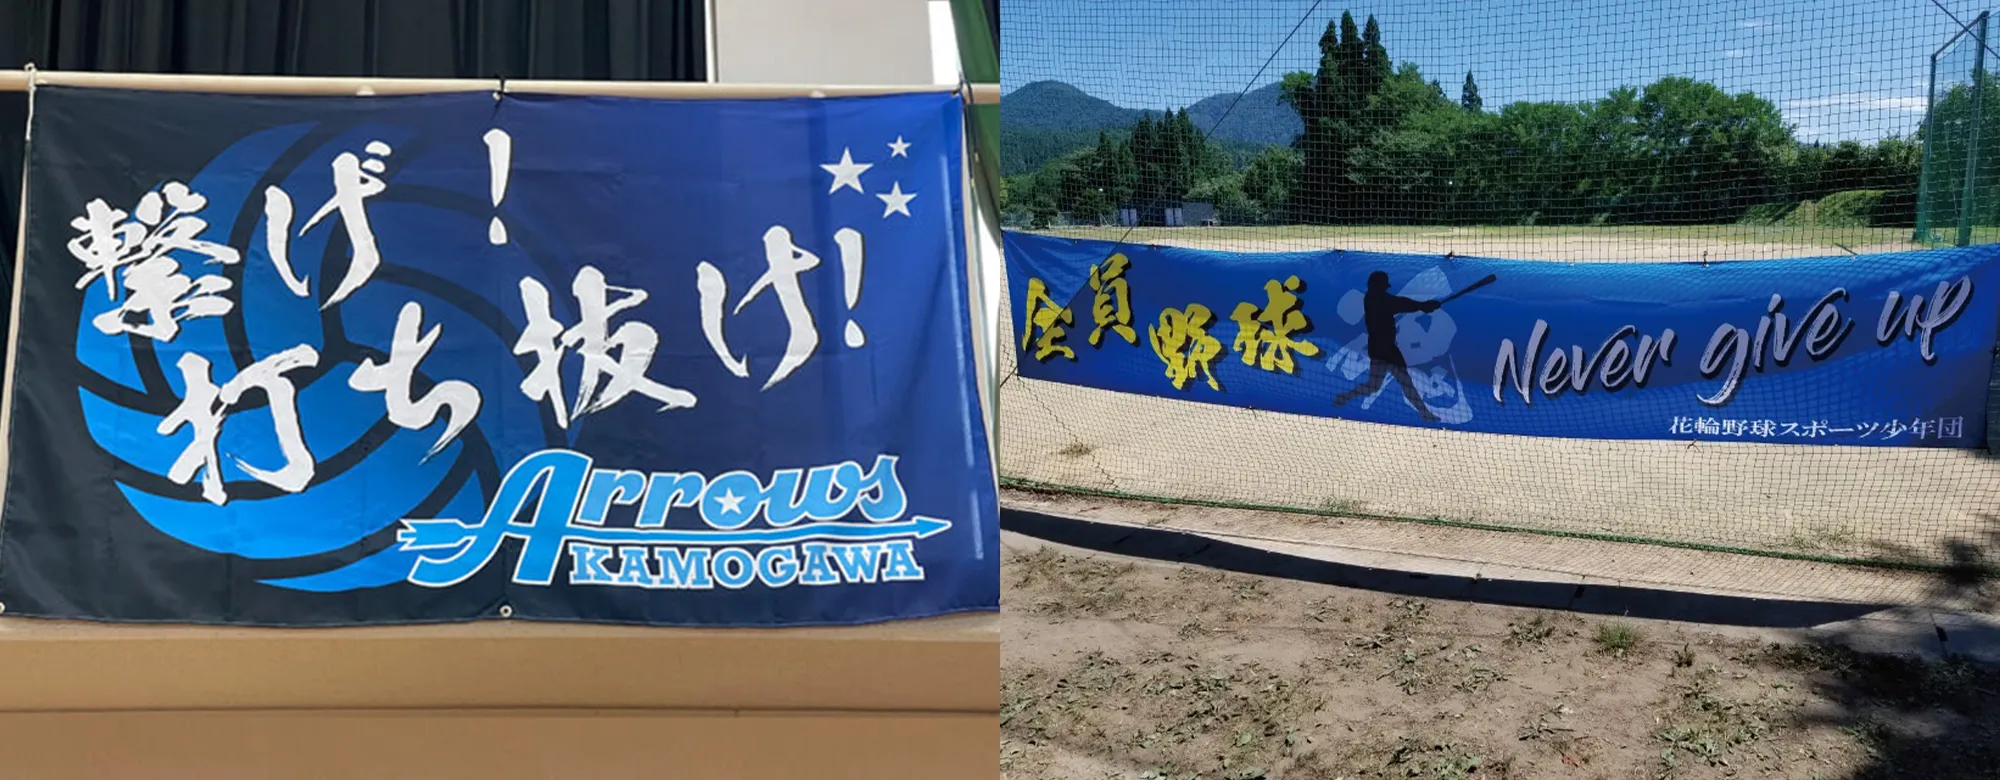 繋げ！
打ち抜け！
Arrows
KAMOGAWA
全員野球
魂
Never give up
花輪野球スポーツ少年団